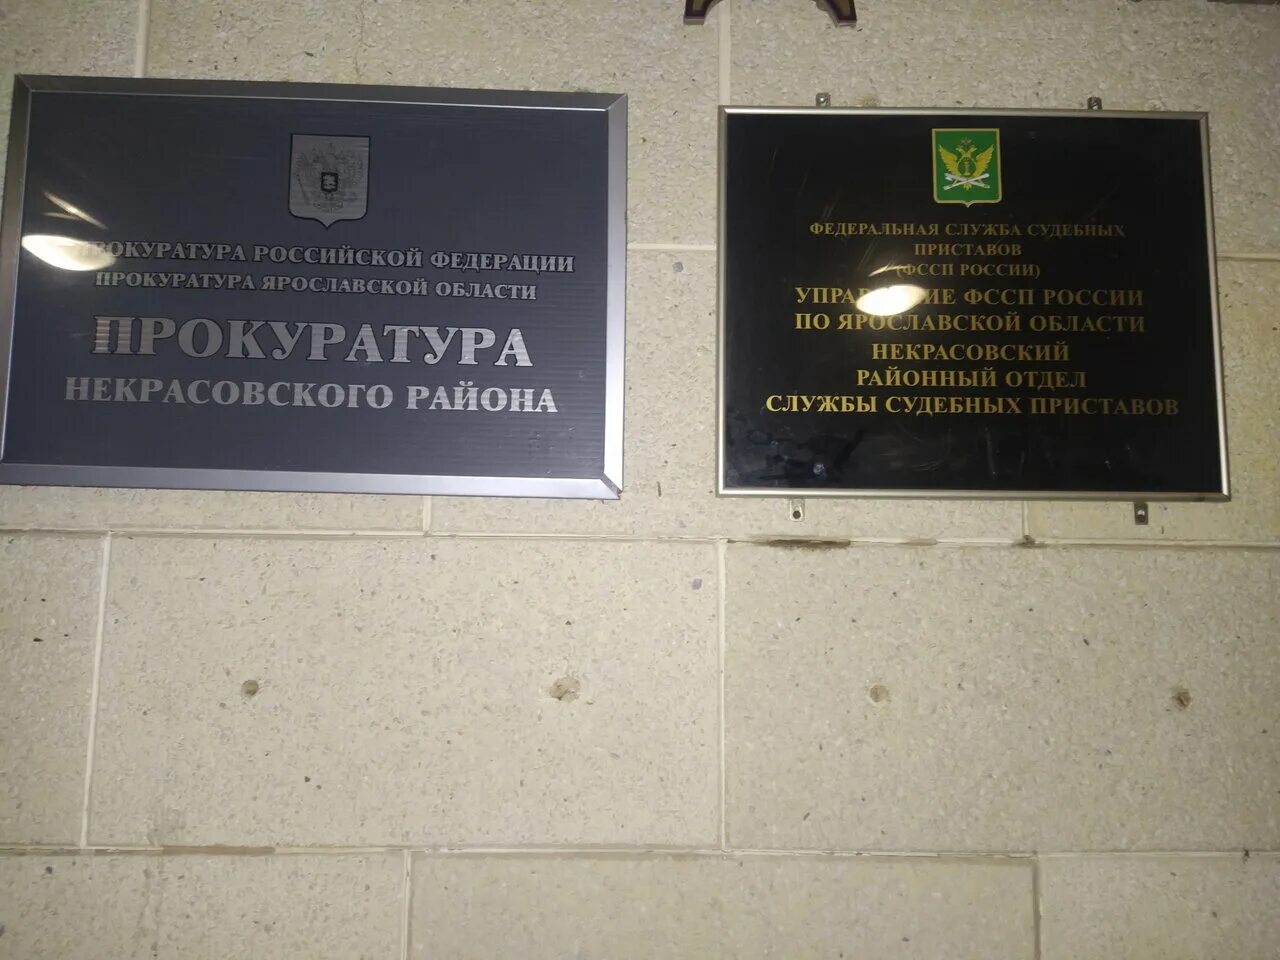 ПРОКУРАТУРА РОССИЙСКОЙ ФЕДЕРАЦИИ
ПРОКУРАТУРА ЯРОСЛАВСКОЙ ОБЛАСТИ
ПРОКУРАТУРА
НЕКРАСОВСКОГО РАЙОНА
ФЕДЕРАЛЬНАЯ СЛУЖБА СУДЕБНЫХ
ПРИСТАВОВ
(ФССП РОССИИ)
УПРАВЛЕНИЕ ФССП РОССИИ
ПО ЯРОСЛАВСКОЙ ОБЛАСТИ
НЕКРАСОВСКИЙ
РАЙОННЫЙ ОТДЕЛ
СЛУЖБЫ СУДЕБНЫХ ПРИСТАВОВ